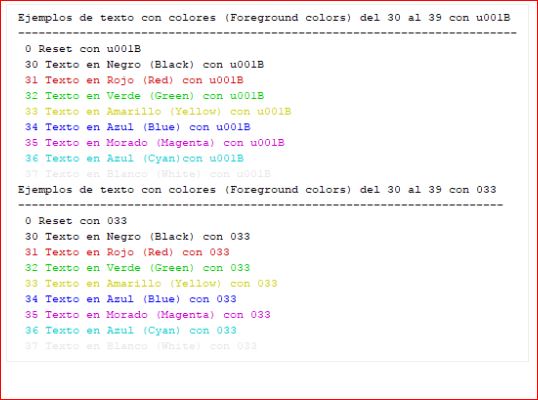 Ejemplos de texto con colores (Foreground colors) del 30 al 39 con u001B
--------------------------------------------------------------------------
0 Reset con u001B
30 Texto en Negro (Black) con u001B
31 Texto en Rojo (Red) con u001B
32 Texto en Verde (Green) con u001B
33 Texto en Amarillo (Yellow) con u001B
34 Texto en Azul (Blue) con u001B
35 Texto en Morado (Magenta) con u001B
36 Texto en Azul (Cyan)con u001B
37 Texto en Blanco (White) con u001B
Ejemplos de texto con colores (Foreground colors) del 30 al 39 con 033
------------------------------------------------------------------------
0 Reset con 033
30 Texto en Negro (Black) con 033
31 Texto en Rojo (Red) con 033
32 Texto en Verde (Green) con 033
33 Texto en Amarillo (Yellow) con 033
34 Texto en Azul (Blue) con 033
35 Texto en Morado (Magenta) con 033
36 Texto en Azul (Cyan) con 033
37 Texto en Blanco (White) con 033